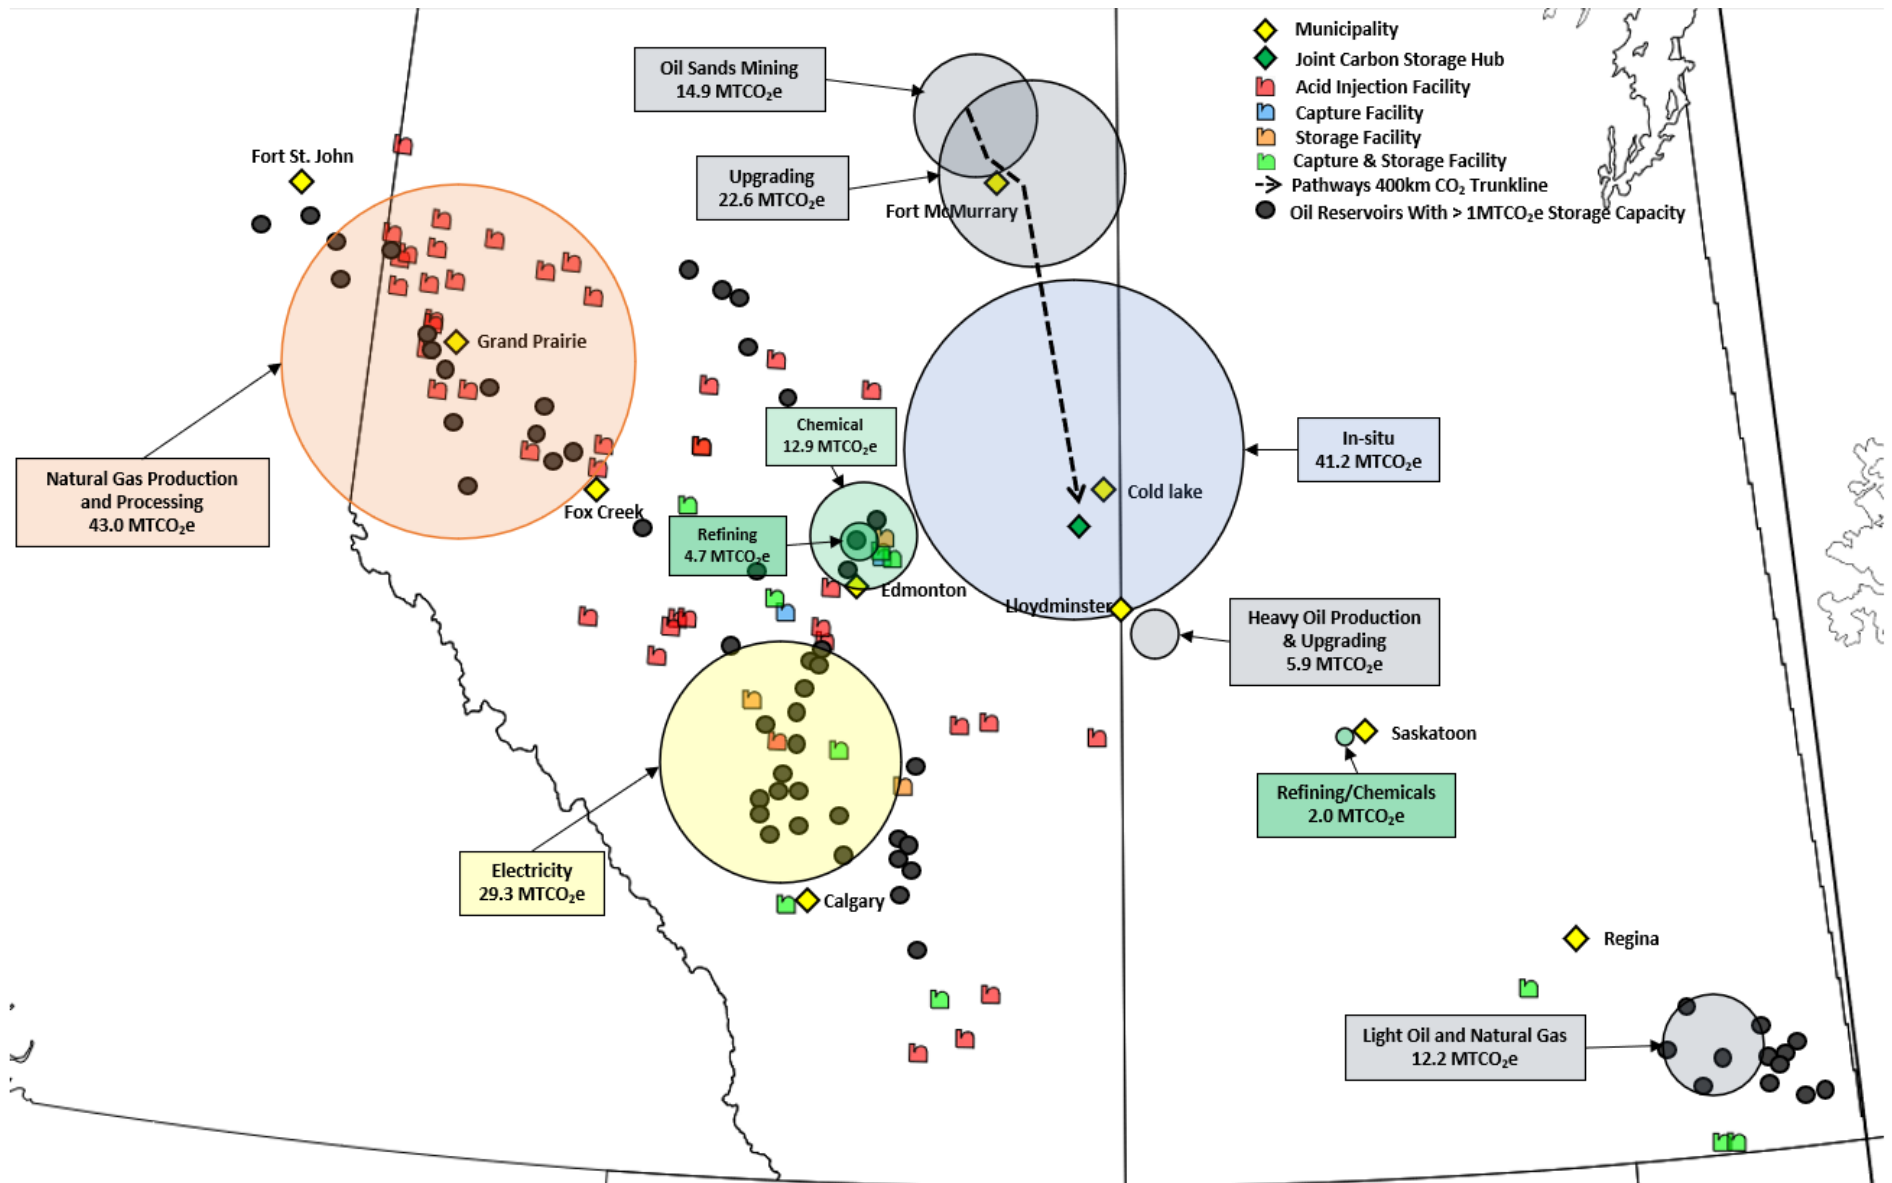 Municipality
Joint Carbon Storage Hub
Acid Injection Facility
Capture Facility
Storage Facility
Capture & Storage Facility
Pathways 400km CO₂ Trunkline
Oil Reservoirs With > 1MTCO₂e Storage Capacity
Oil Sands Mining
14.9 MTCO₂e
Fort St. John
Upgrading
22.6 MTCO₂e
Fort McMurrary
Grand Prairie
Chemical
12.9 MTCO₂e
In-situ
41.2 MTCO₂e
Natural Gas Production
and Processing
43.0 MTCO₂e
Cold lake
Fox Creek
Refining
4.7 MTCO₂e
Edmonton
Lloydminster
Heavy Oil Production
& Upgrading
5.9 MTCO₂e
Saskatoon
Refining/Chemicals
2.0 MTCO₂e
Electricity
29.3 MTCO₂e
Calgary
Regina
Light Oil and Natural Gas
12.2 MTCO₂e